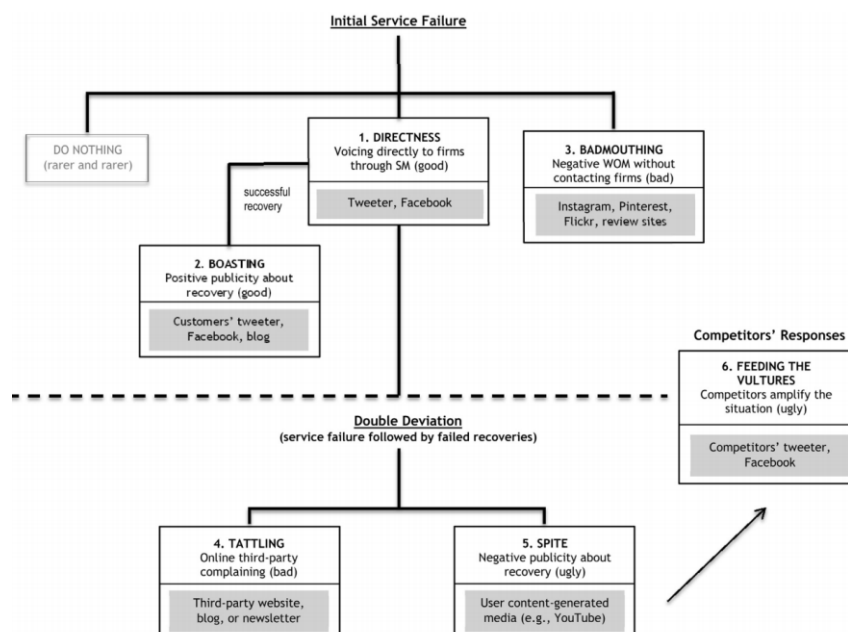 Initial Service Failure
DO NOTHING
(rarer and rarer)
1. DIRECTNESS
Voicing directly to firms
through SM (good)
Tweeter, Facebook
3. BADMOUTHING
Negative WOM without
contacting firms (bad)
Instagram, Pinterest,
Flickr, review sites
successful
recovery
2. BOASTING
Positive publicity about
recovery (good)
Customers' tweeter,
Facebook, blog
Competitors' Responses
6. FEEDING THE
VULTURES
Competitors amplify the
situation (ugly)
Competitors' tweeter,
Facebook
Double Deviation
(service failure followed by failed recoveries)
4. TATTLING
Online third-party
complaining (bad)
Third-party website,
blog, or newsletter
5. SPITE
Negative publicity about
recovery (ugly)
User content-generated
media (e.g., YouTube)